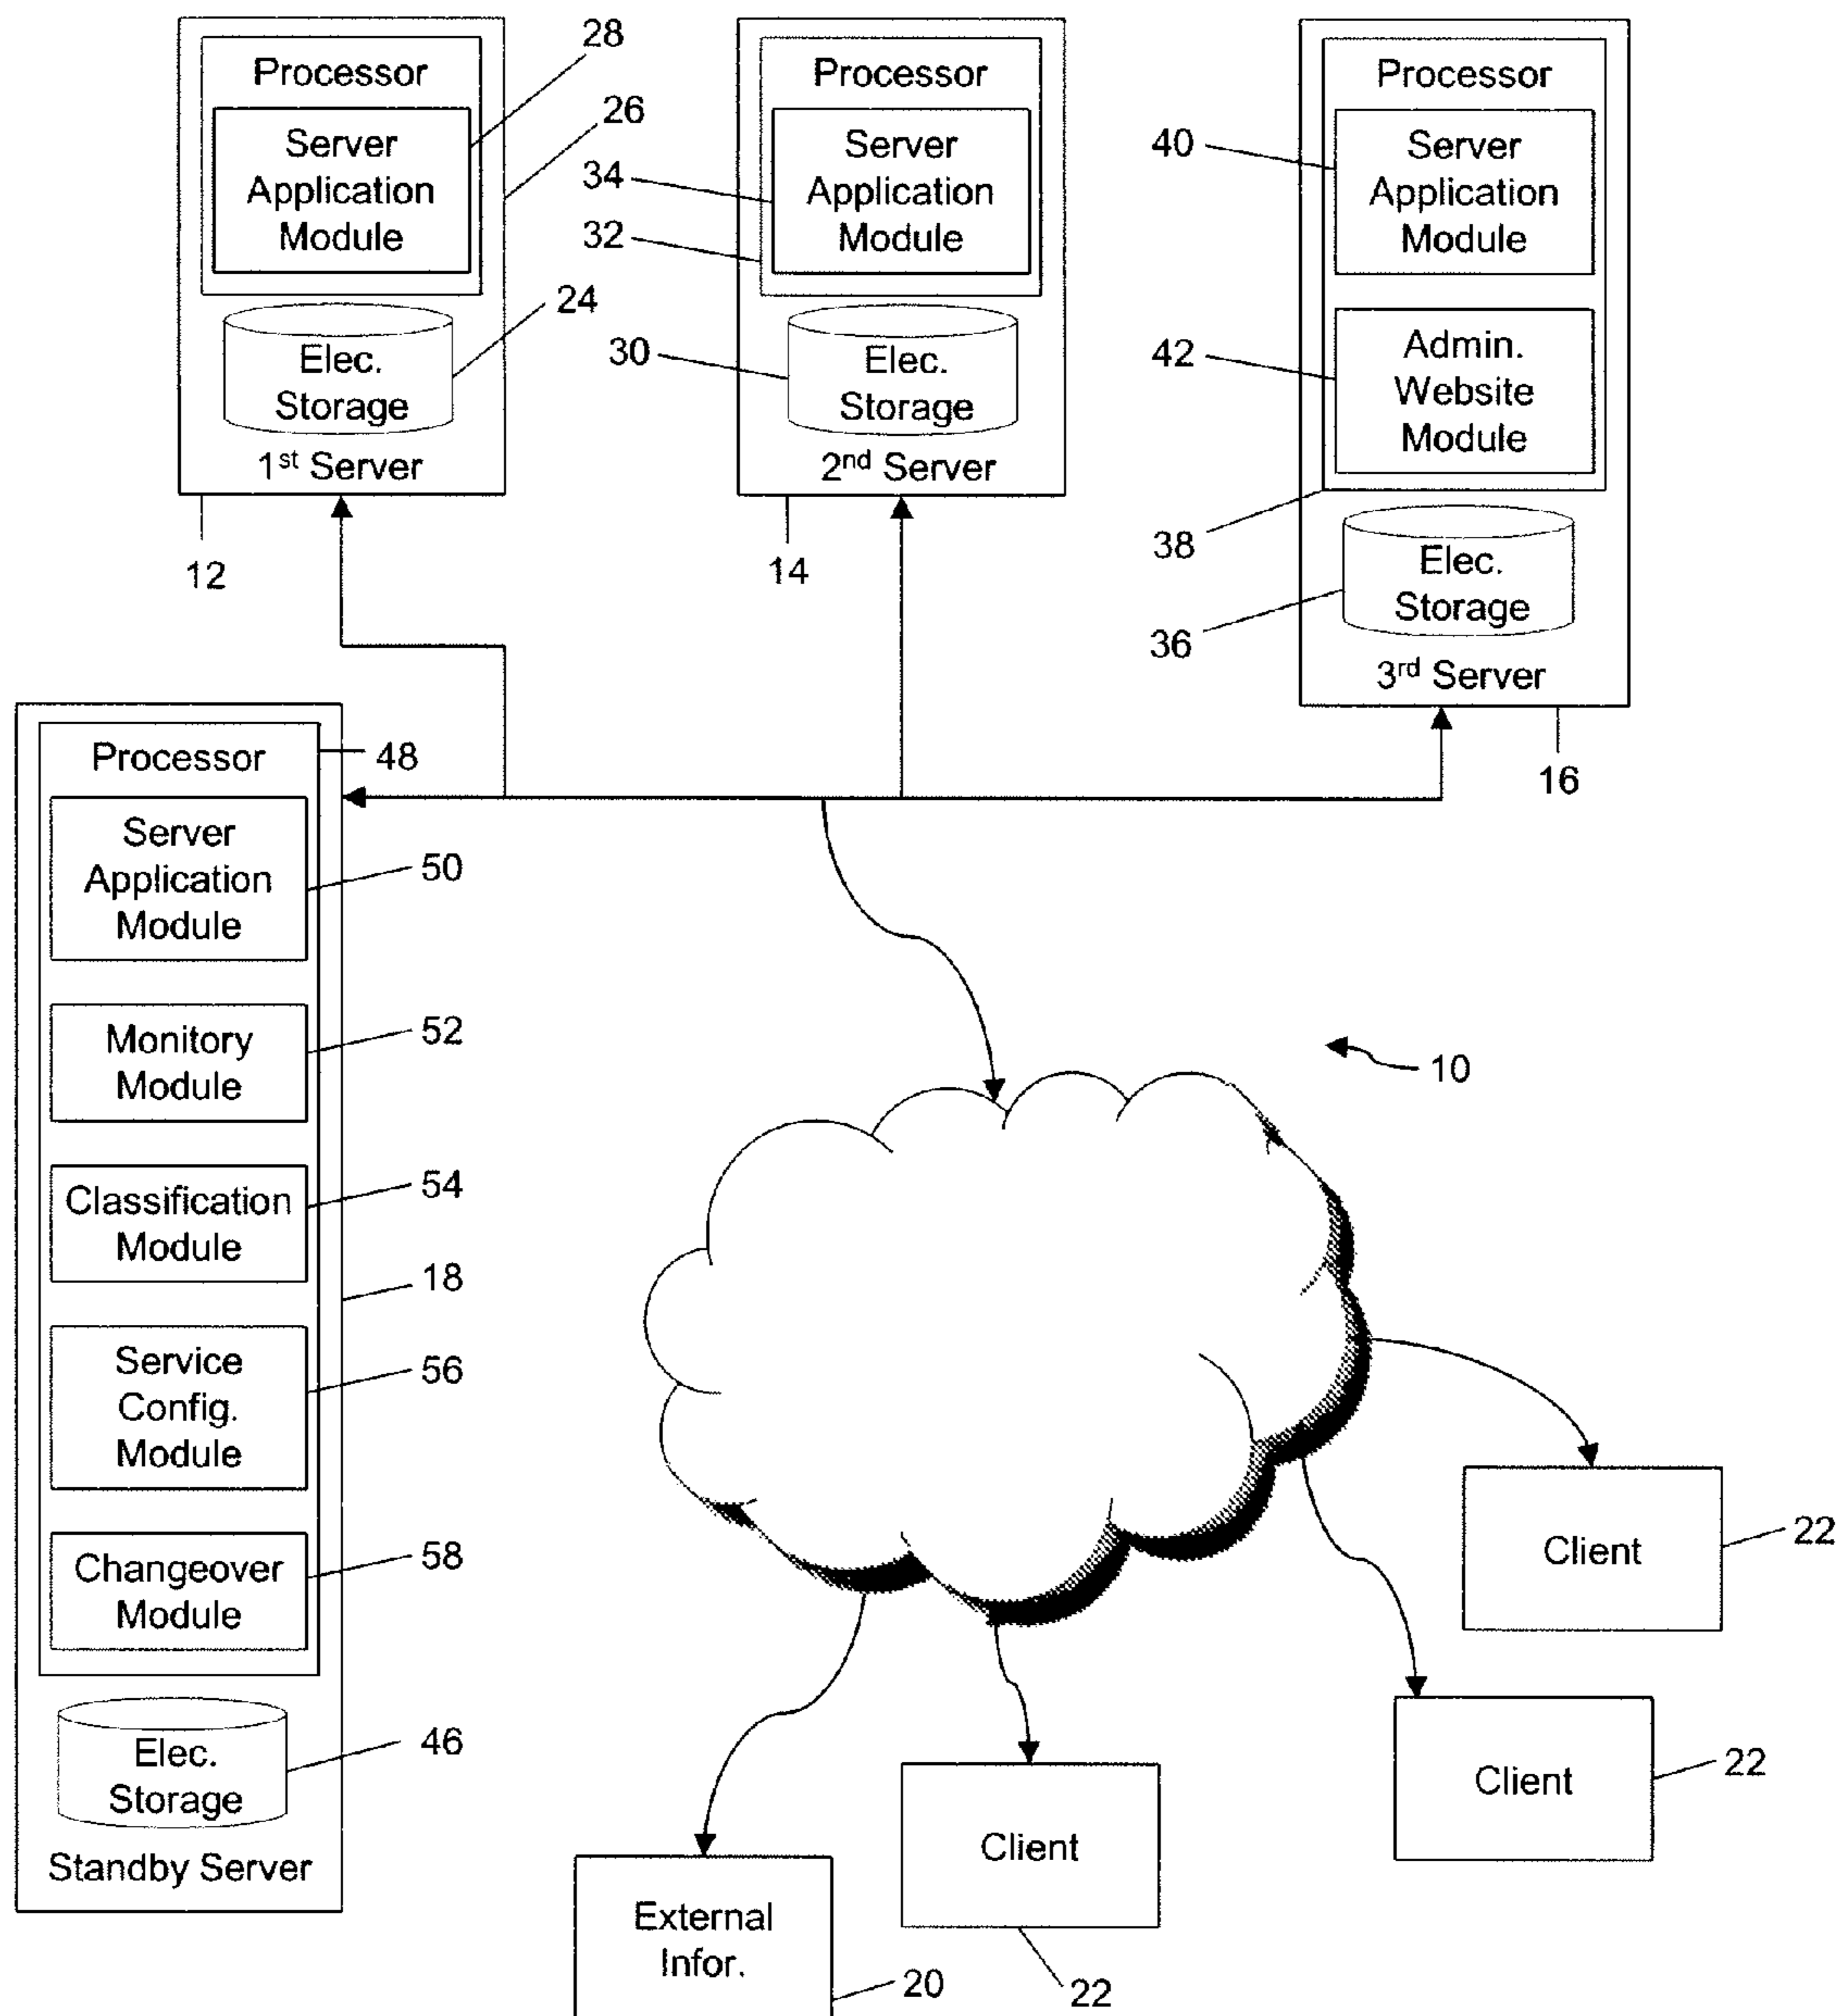 Processor
Server
Application
Module
Elec.
Storage
1st Server
28
26
24
12
Processor
Server
Application
Module
Elec.
Storage
2nd Server
34
32
30
14
Processor
Server
Application
Module
Admin.
Website
Module
Elec.
Storage
3rd Server
40
42
38
36
16
Processor
48
Server
Application
Module
50
Monitory
Module
52
Classification
Module
54
18
Service
Config.
Module
56
Changeover
Module
58
Elec.
Storage
46
Standby Server
10
Client
22
Client
22
Client
22
External
Infor.
20